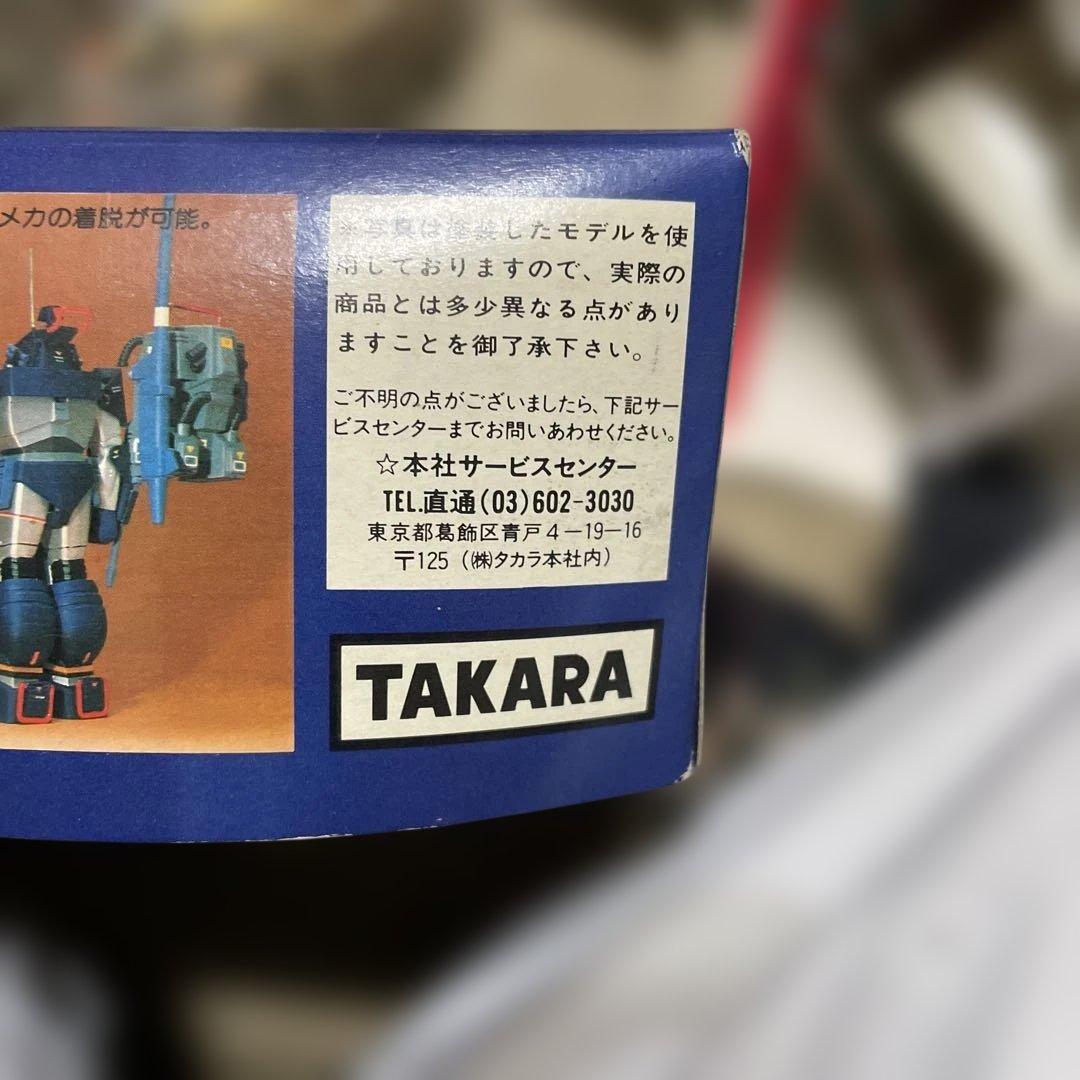 メカの着脱が可能。
※写真は塗装したモデルを使
用しておりますので、実際の
商品とは多少異なる点があり
ますことを御了承下さい。
ご不明の点がございましたら、下記サー
ビスセンターまでお問いあわせください。
☆本社サービスセンター
TEL.直通(03)602-3030
東京都葛飾区青戸4-19-16
〒125 (㈱タカラ本社内)
TAKARA